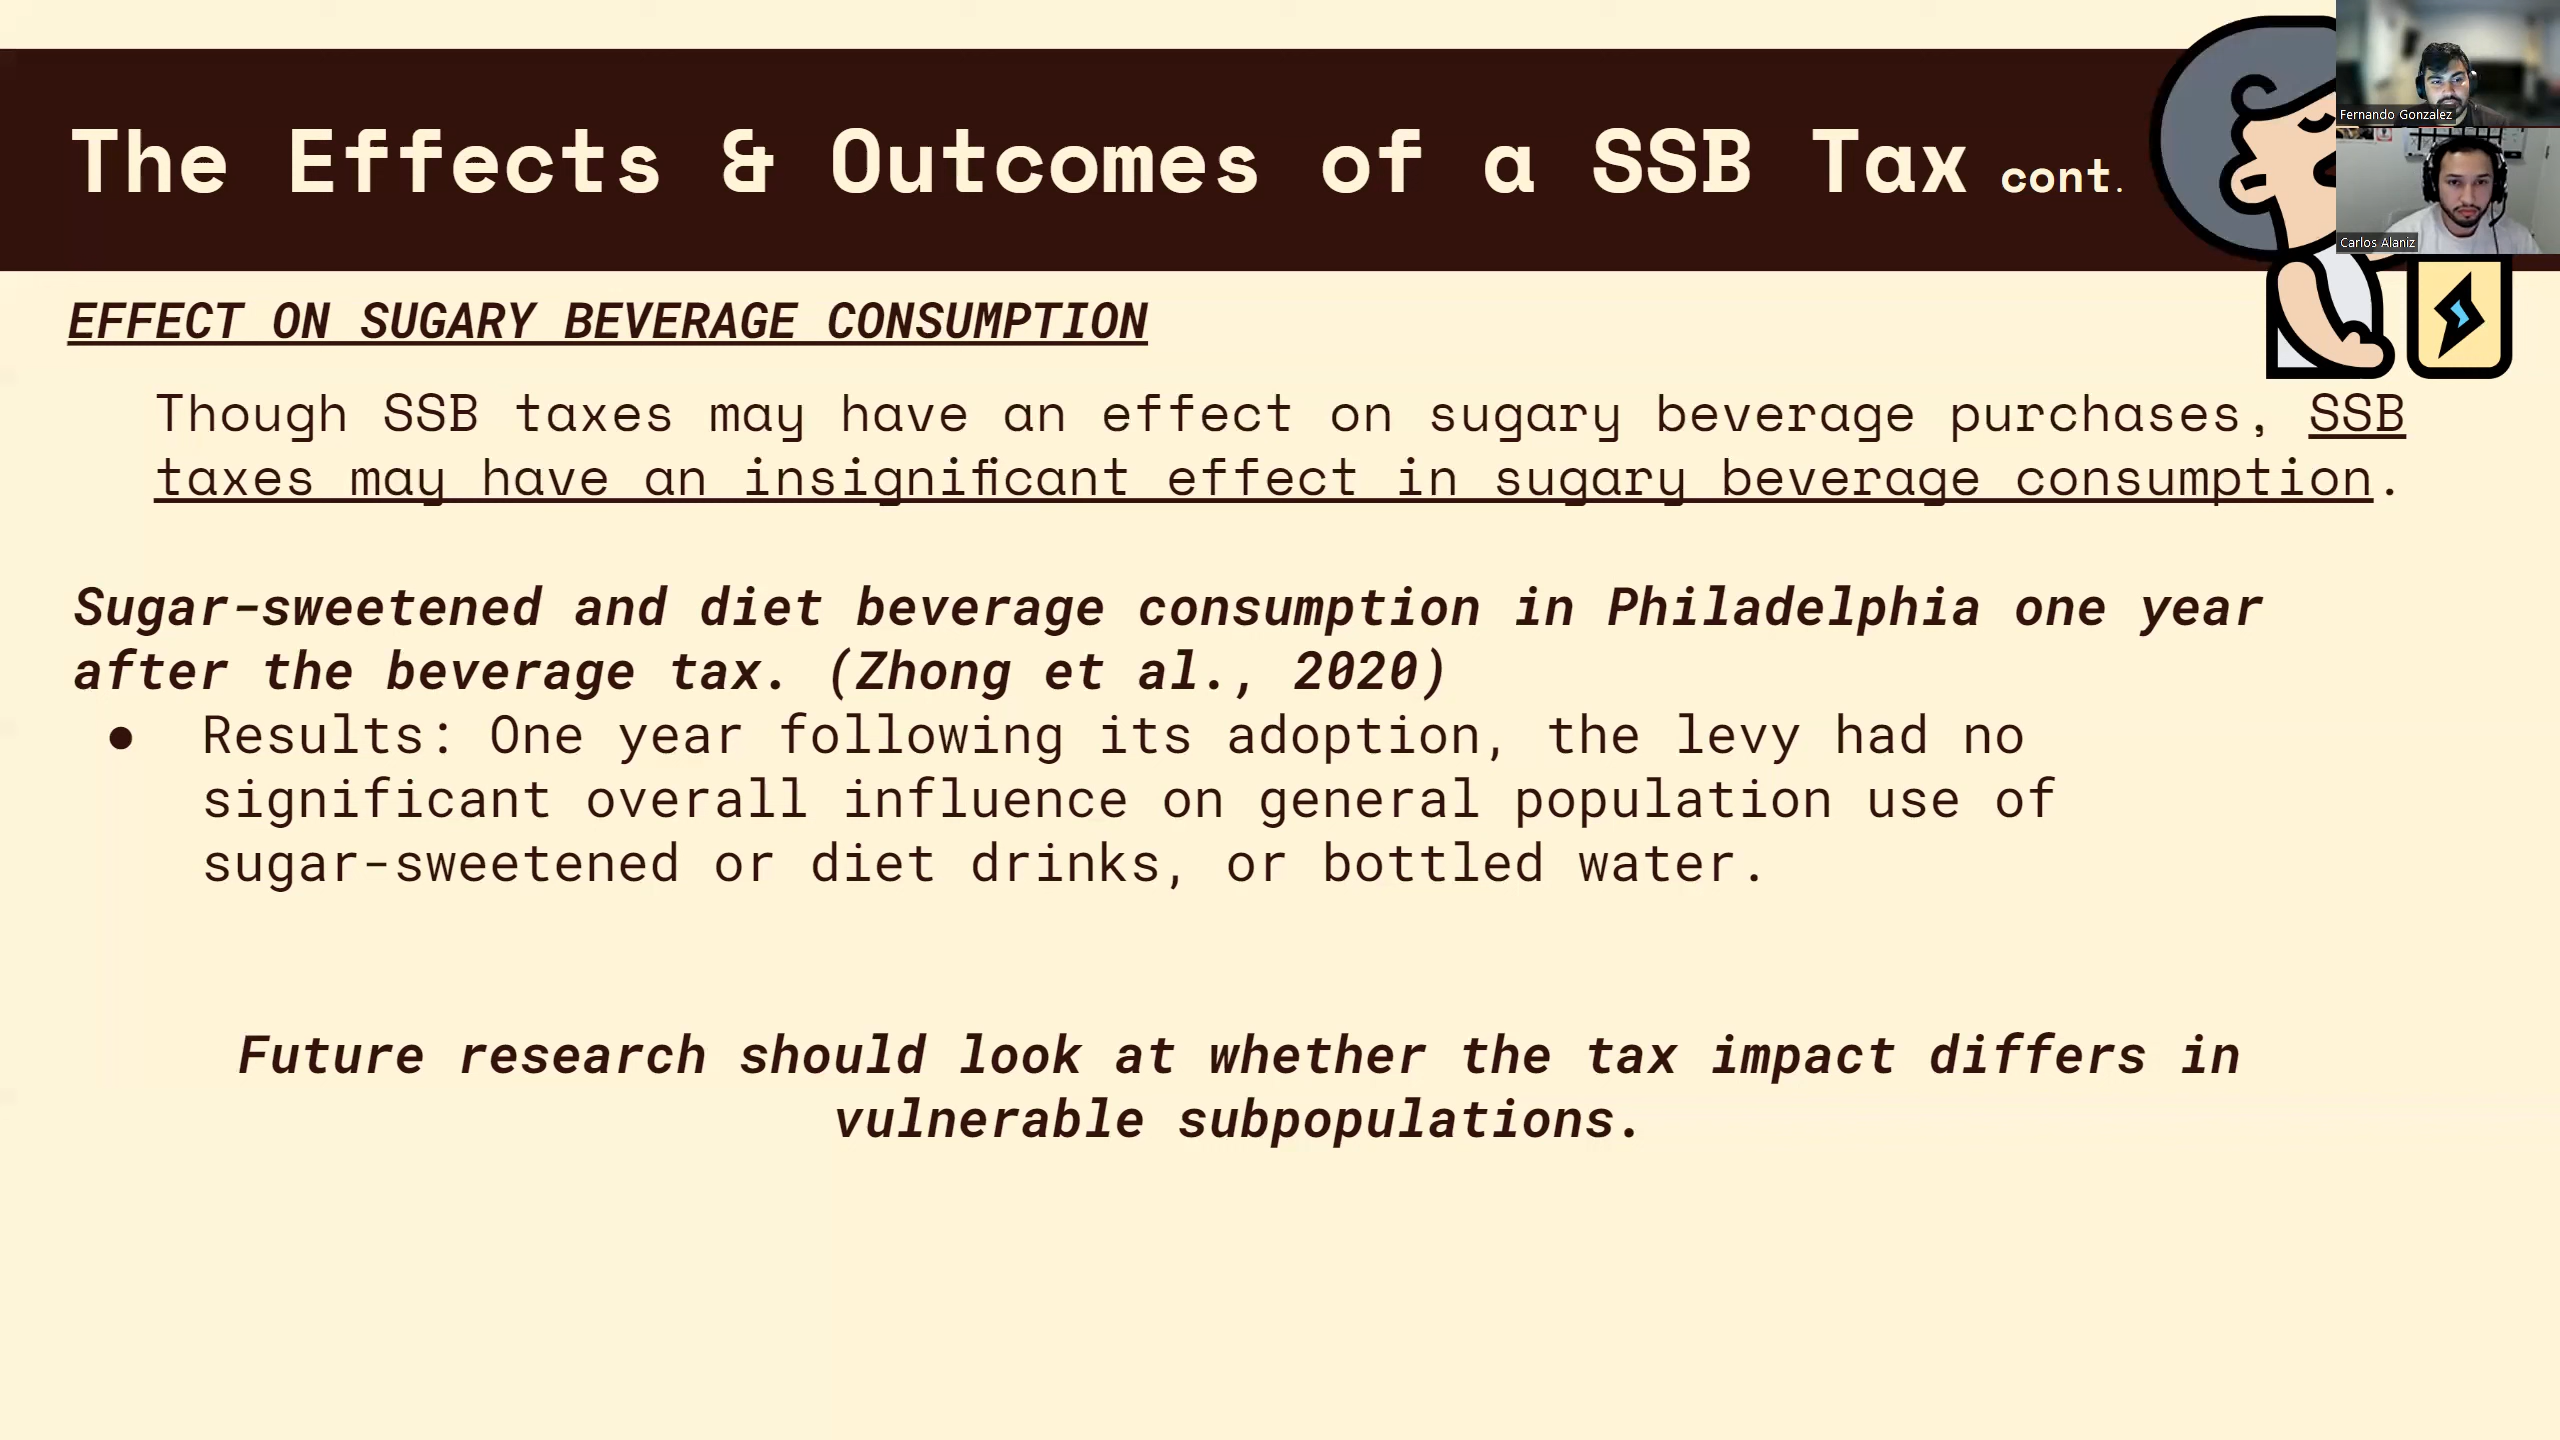 The Effects & Outcomes of a SSB Tax cont.
Fernando Gonzalez
Carlos Alaniz
EFFECT ON SUGARY BEVERAGE CONSUMPTION
Though SSB taxes may have an effect on sugary beverage purchases, SSB
taxes may have an insignificant effect in sugary beverage consumption.
Sugar-sweetened and diet beverage consumption in Philadelphia one year
after the beverage tax. (Zhong et al., 2020)
● Results: One year following its adoption, the levy had no
significant overall influence on general population use of
sugar-sweetened or diet drinks, or bottled water.
Future research should look at whether the tax impact differs in
vulnerable subpopulations.